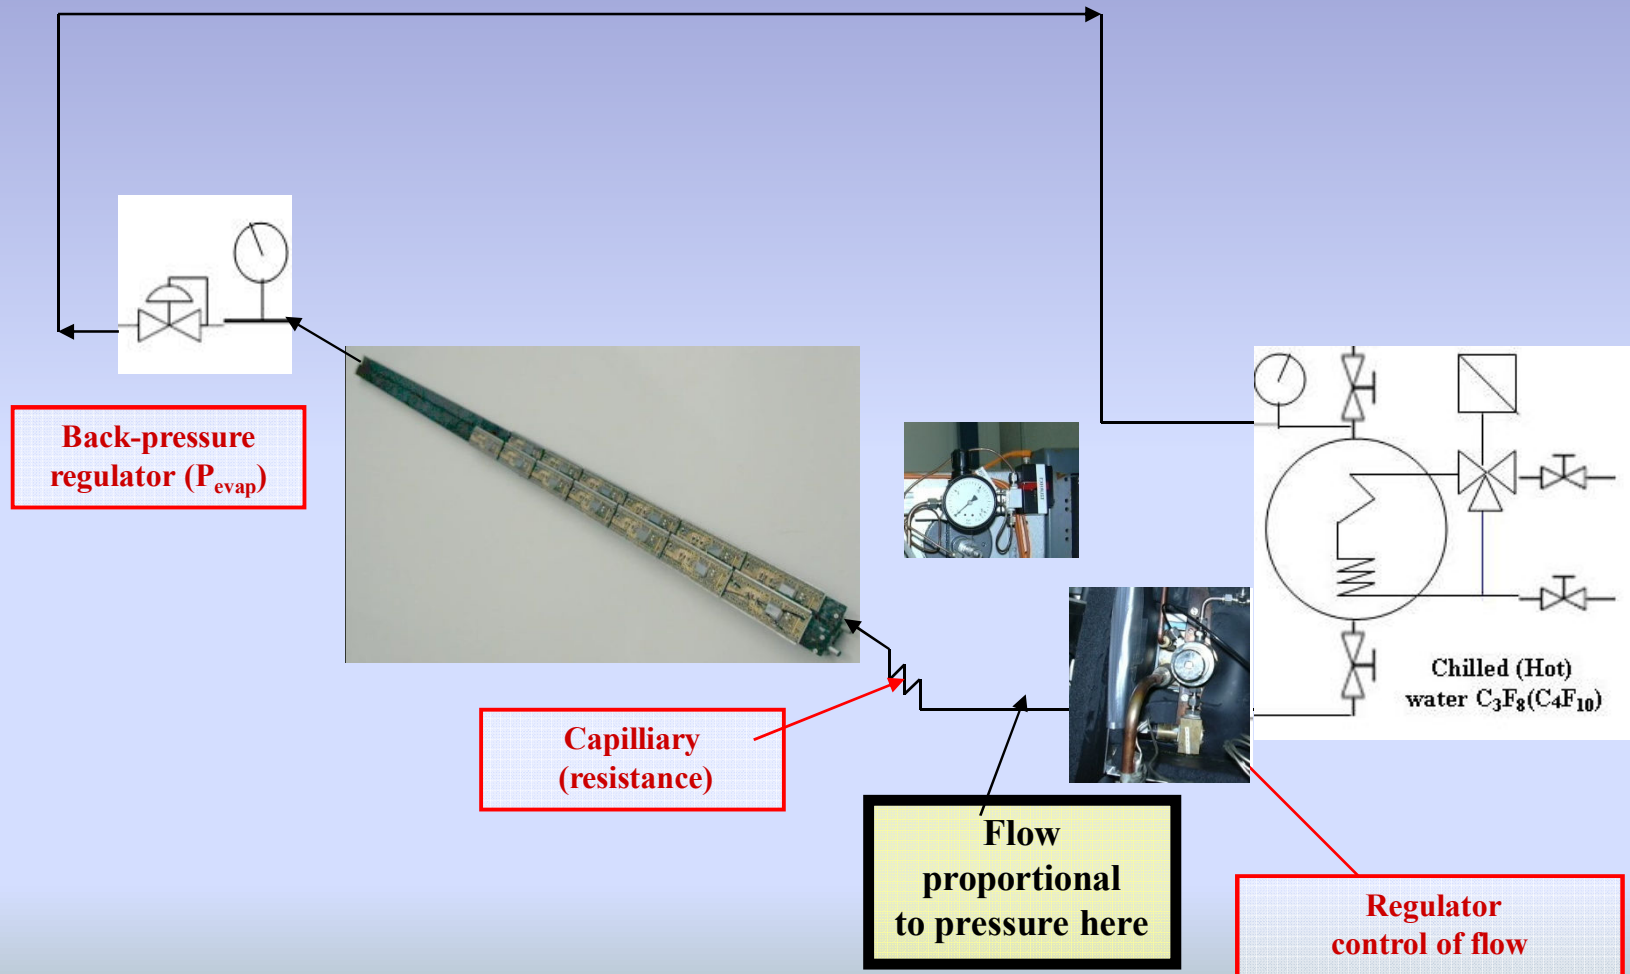 Back-pressure
regulator (Pevap)
Capilliary
(resistance)
Flow
proportional
to pressure here
Chilled (Hot)
water C3F8(C4F10)
Regulator
control of flow